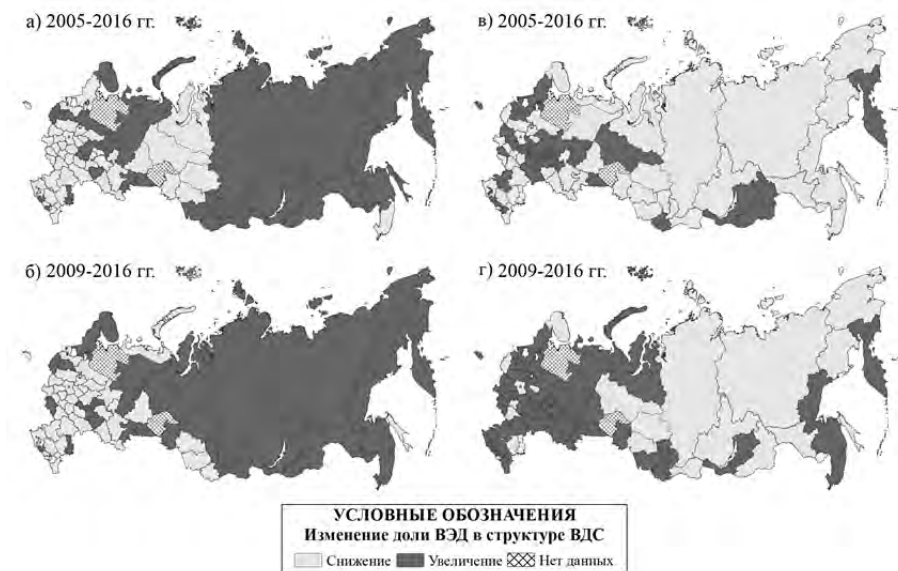 а) 2005-2016 гг.
в) 2005-2016 гг.
б) 2009-2016 гг.
г) 2009-2016 гг.
УСЛОВНЫЕ ОБОЗНАЧЕНИЯ
Изменение доли ВЭД в структуре ВДС
Снижение Увеличение Нет данных